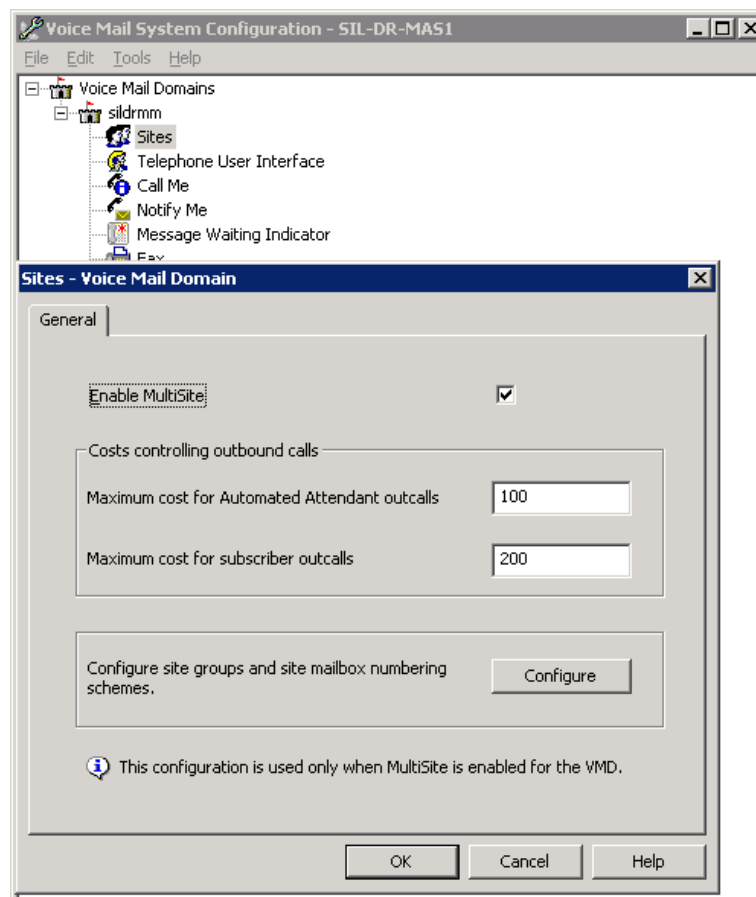 Voice Mail System Configuration - SIL-DR-MAS1
File Edit Tools Help
Voice Mail Domains
sildrmm
Sites
Telephone User Interface
Call Me
Notify Me
Message Waiting Indicator
Fax
Sites - Voice Mail Domain
General
Enable MultiSite
Costs controlling outbound calls
Maximum cost for Automated Attendant outcalls 100
Maximum cost for subscriber outcalls 200
Configure site groups and site mailbox numbering
schemes.
Configure
This configuration is used only when MultiSite is enabled for the VMD.
OK Cancel Help